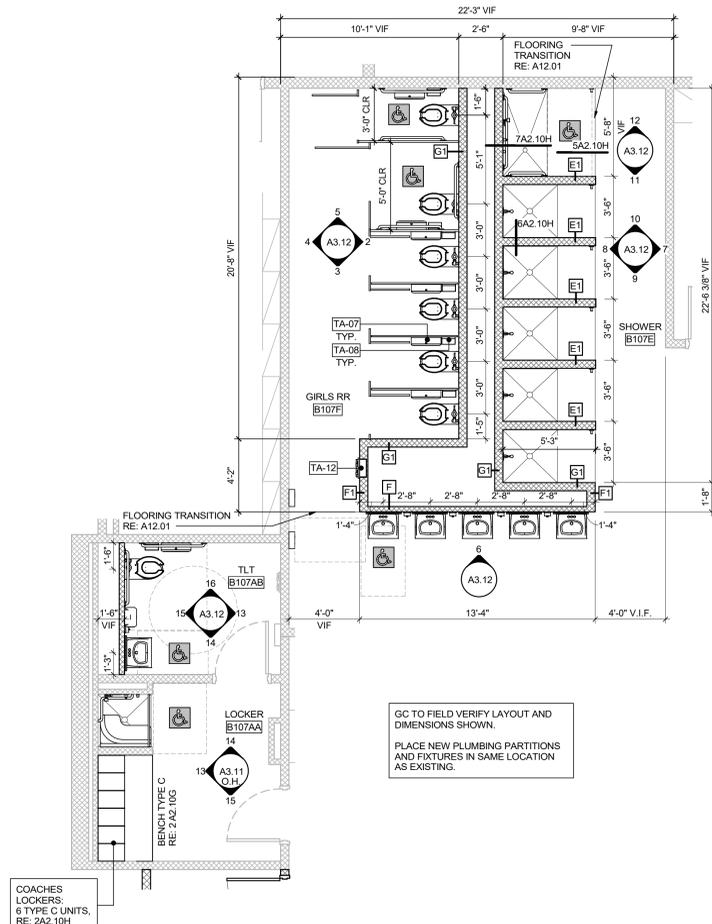 22'-3" VIF
10'-1" VIF
2'-6"
9'-8" VIF
FLOORING
TRANSITION
RE: A12.01
3'-0" CLR
1'-6"
5'-8"
VIF
12
A3.12
11
7A2.10H
5A2.10H
G1
E1
5'-1"
5'-0" CLR
20'-8" VIF
5
4
A3.12
2
3
3'-0"
3'-6"
6A2.10H
10
8
A3.12
7
9
E1
3'-0"
3'-6"
E1
22'-6 3/8" VIF
TA-07
TYP.
TA-08
TYP.
3'-0"
3'-6"
SHOWER
B107E
E1
3'-0"
3'-6"
GIRLS RR
B107F
E1
1'-5"
5'-3"
3'-6"
4'-2"
G1
TA-12
G1
G1
F1
F
F1
1'-8"
2'-8"
2'-8"
2'-8"
2'-8"
FLOORING TRANSITION
RE: A12.01
1'-4"
1'-4"
6
A3.12
1'-6"
TLT
B107AB
1'-6"
VIF
16
15
A3.12
13
14
4'-0"
VIF
13'-4"
4'-0" V.I.F.
1'-3"
LOCKER
B107AA
14
13
A3.11
O.H.
15
BENCH TYPE C
RE: 2 A2.10G
GC TO FIELD VERIFY LAYOUT AND
DIMENSIONS SHOWN.
PLACE NEW PLUMBING PARTITIONS
AND FIXTURES IN SAME LOCATION
AS EXISTING.
COACHES
LOCKERS:
6 TYPE C UNITS,
RE: 2A2.10H